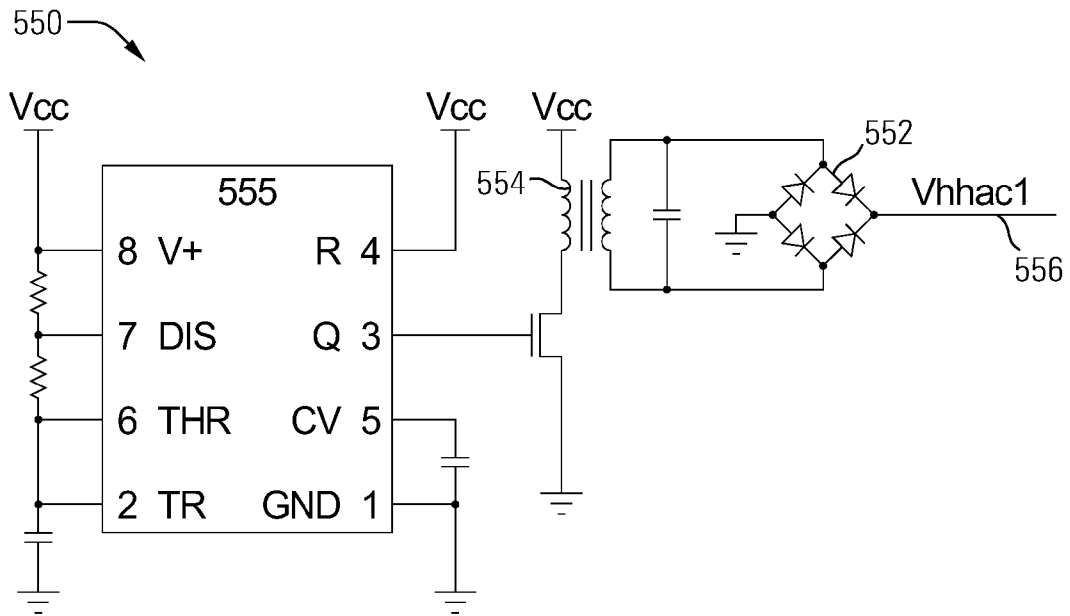 550
Vcc
Vcc
Vcc
552
555
554
Vhhac1
8 V+
R 4
556
7 DIS
Q 3
6 THR
CV 5
2 TR
GND 1